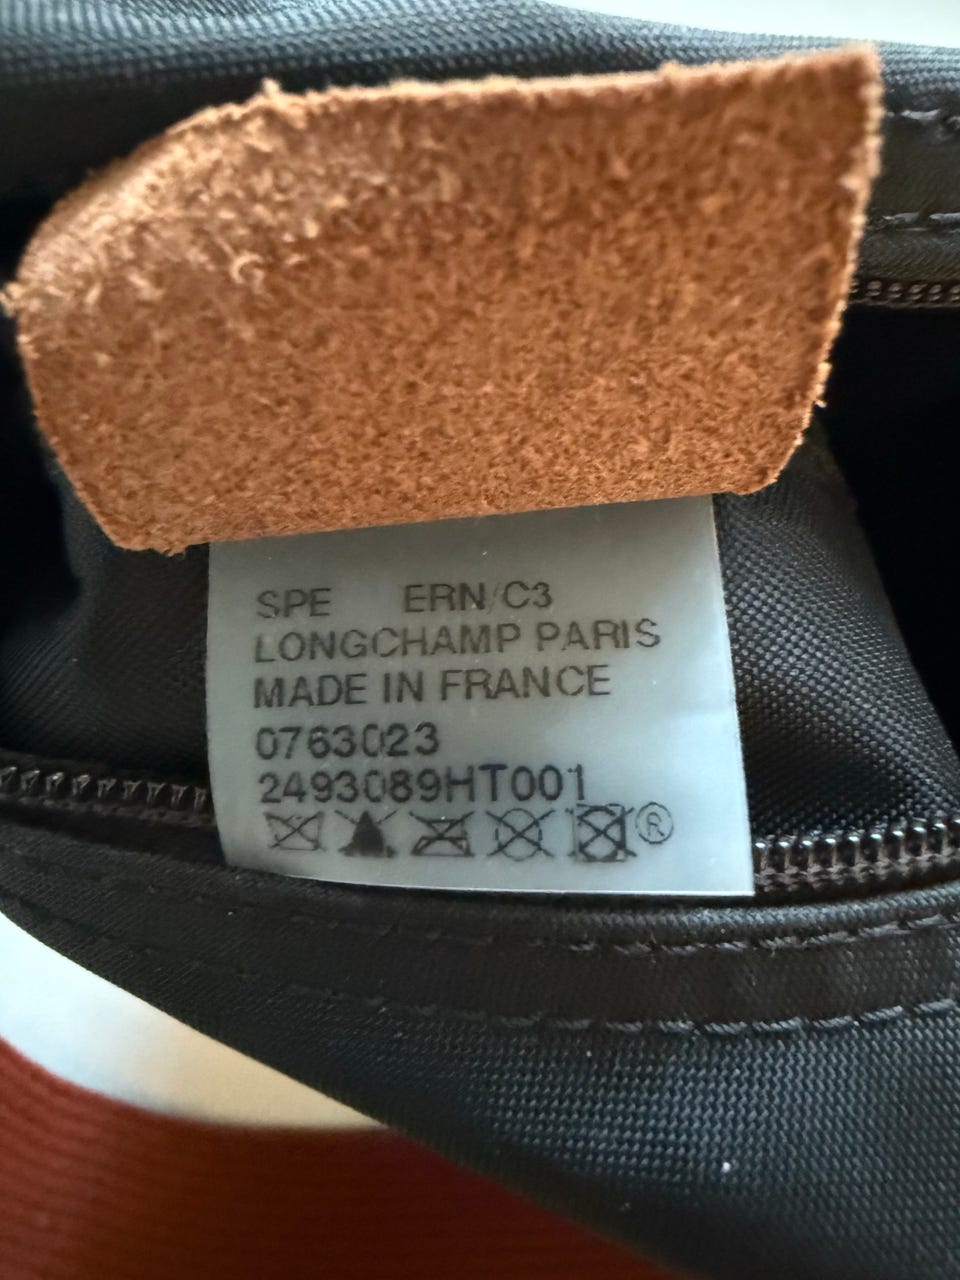 SPE ERN/C3
LONGCHAMP PARIS
MADE IN FRANCE
0763023
2493089HT001
®